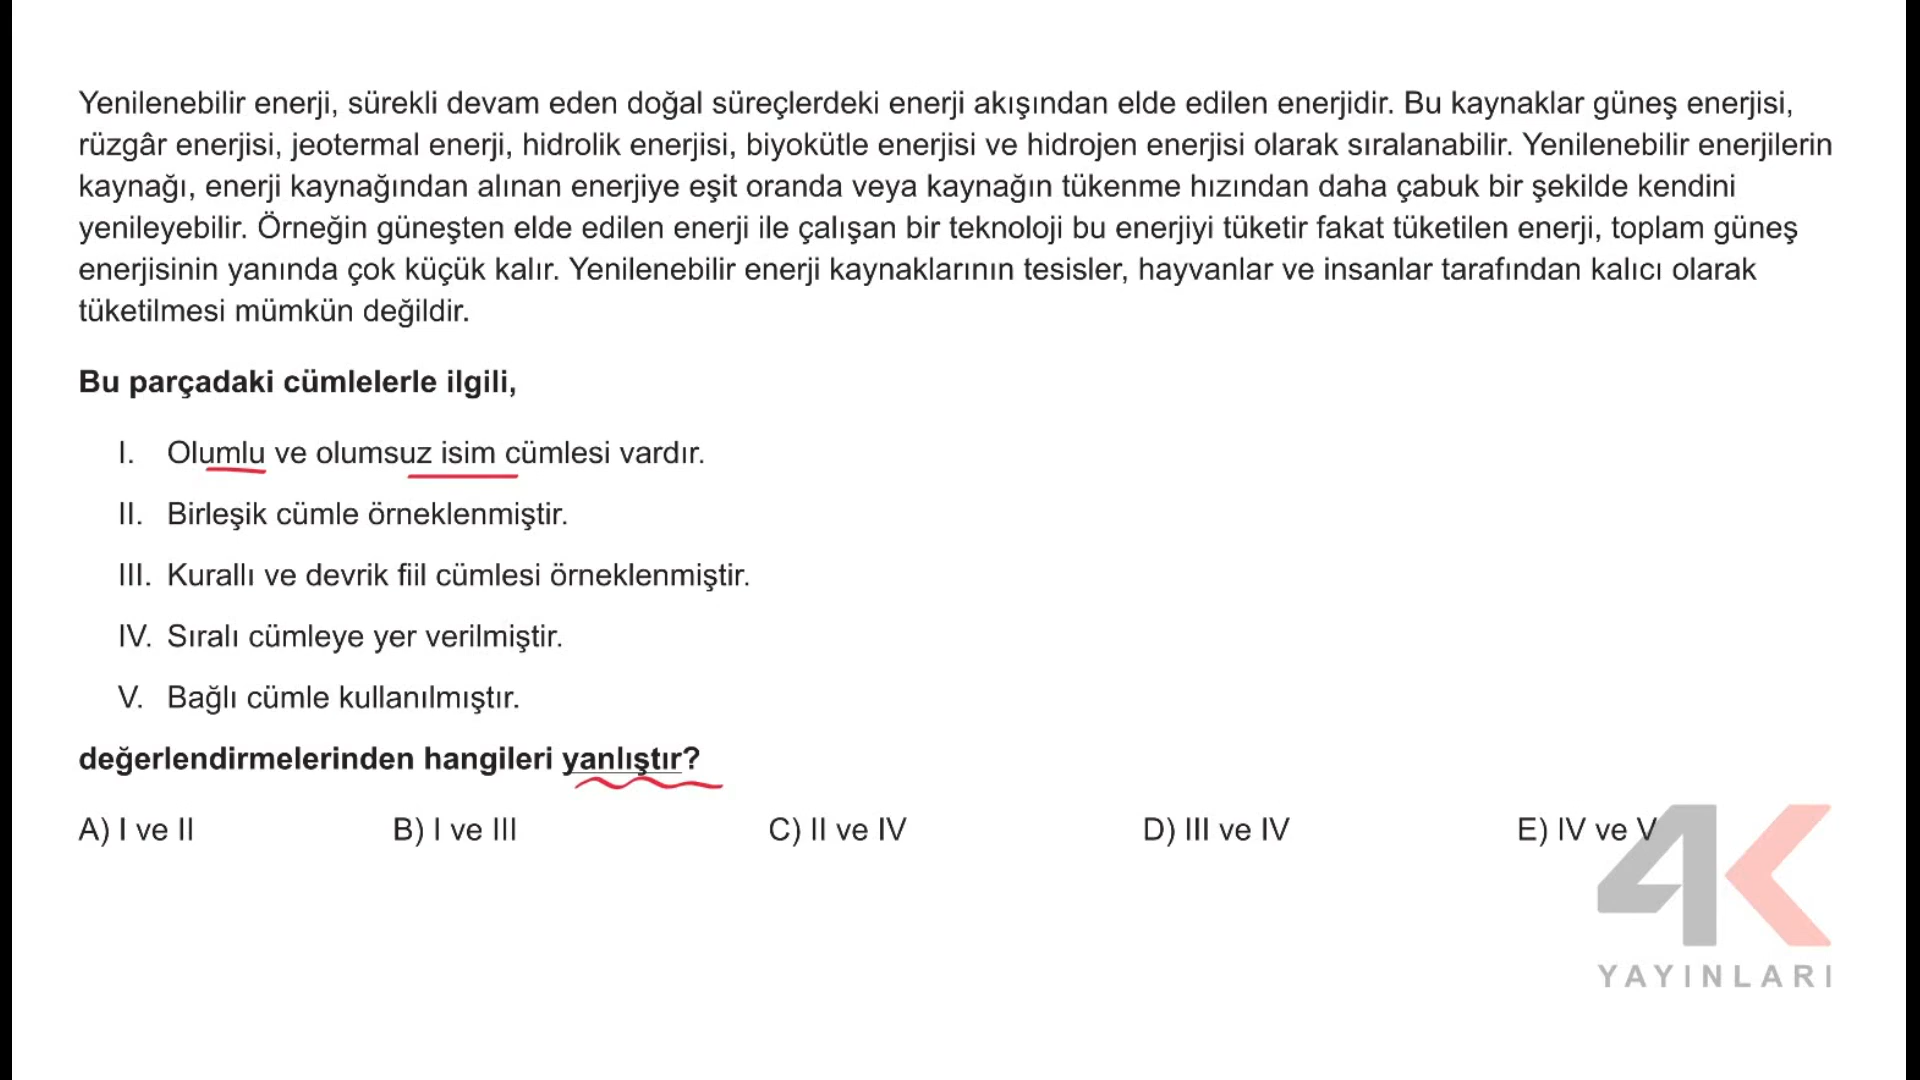 Yenilenebilir enerji, sürekli devam eden doğal süreçlerdeki enerji akışından elde edilen enerjidir. Bu kaynaklar güneş enerjisi,
rüzgâr enerjisi, jeotermal enerji, hidrolik enerjisi, biyokütle enerjisi ve hidrojen enerjisi olarak sıralanabilir. Yenilenebilir enerjilerin
kaynağı, enerji kaynağından alınan enerjiye eşit oranda veya kaynağın tükenme hızından daha çabuk bir şekilde kendini
yenileyebilir. Örneğin güneşten elde edilen enerji ile çalışan bir teknoloji bu enerjiyi tüketir fakat tüketilen enerji, toplam güneş
enerjisinin yanında çok küçük kalır. Yenilenebilir enerji kaynaklarının tesisler, hayvanlar ve insanlar tarafından kalıcı olarak
tüketilmesi mümkün değildir.
Bu parçadaki cümlelerle ilgili,
I. Olumlu ve olumsuz isim cümlesi vardır.
II. Birleşik cümle örneklenmiştir.
III. Kurallı ve devrik fiil cümlesi örneklenmiştir.
IV. Sıralı cümleye yer verilmiştir.
V. Bağlı cümle kullanılmıştır.
değerlendirmelerinden hangileri yanlıştır?
A) I ve II B) I ve III C) II ve IV D) III ve IV E) IV ve V
4K
YAYINLARI